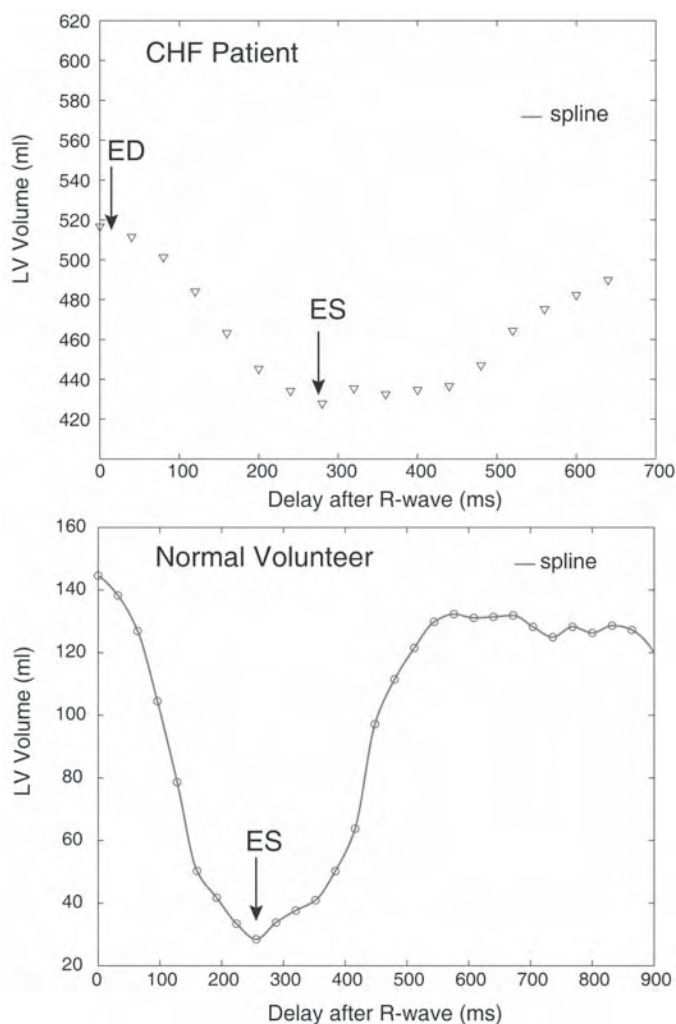 620
600
580
560
540
520
500
480
460
440
420
LV Volume (ml)
CHF Patient
— spline
ED
ES
0 100 200 300 400 500 600 700
Delay after R-wave (ms)
160
140
120
100
80
60
40
20
LV Volume (ml)
Normal Volunteer
— spline
ES
0 100 200 300 400 500 600 700 800 900
Delay after R-wave (ms)